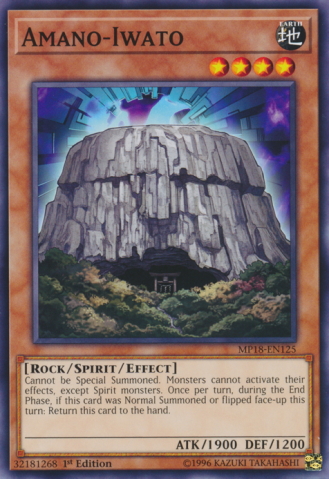 AMANO-IWATO
EARTH
地
MP18-EN125
[ROCK/SPIRIT/EFFECT]
Cannot be Special Summoned. Monsters cannot activate their
effects, except Spirit monsters. Once per turn, during the End
Phase, if this card was Normal Summoned or flipped face-up this
turn: Return this card to the hand.
ATK/1900 DEF/1200
32181268 1st Edition ©1996 KAZUKI TAKAHASHI